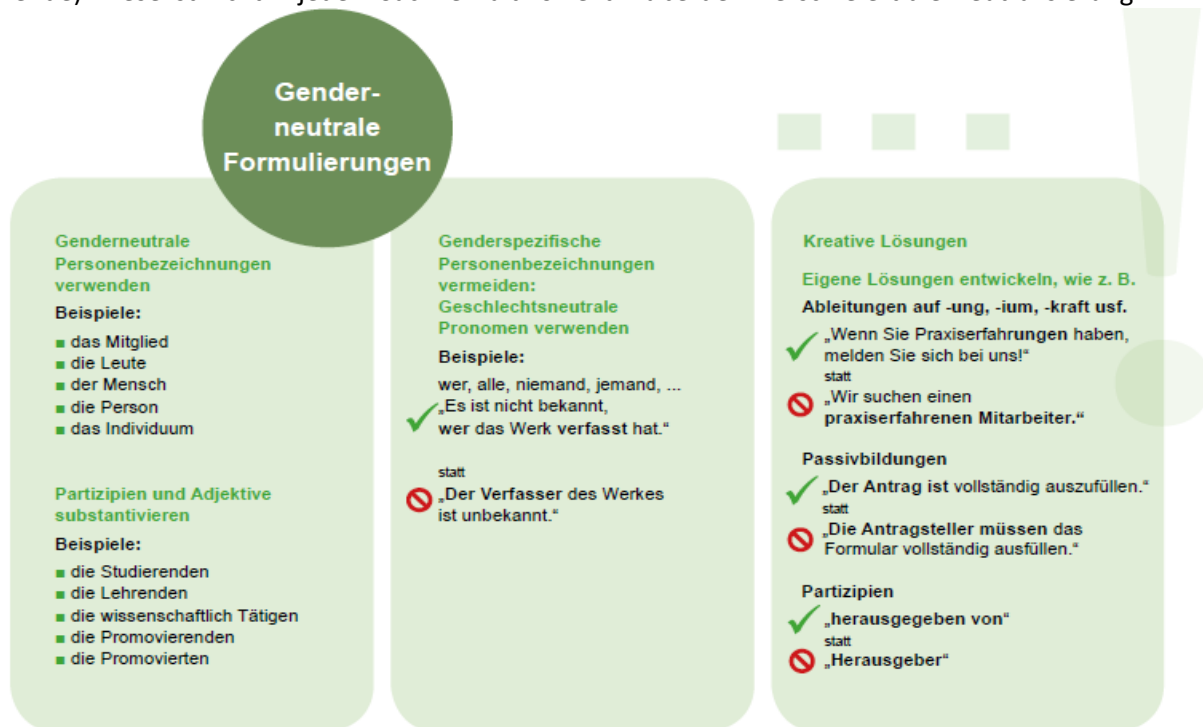 Gender-
neutrale
Formulierungen
Genderneutrale
Personenbezeichnungen
verwenden
Beispiele:
das Mitglied
die Leute
der Mensch
die Person
das Individuum
Partizipien und Adjektive
substantivieren
Beispiele:
die Studierenden
die Lehrenden
die wissenschaftlich Tätigen
die Promovierenden
die Promovierten
Genderspezifische
Personenbezeichnungen
vermeiden:
Geschlechtsneutrale
Pronomen verwenden
Beispiele:
wer, alle, niemand, jemand, ...
„Es ist nicht bekannt,
wer das Werk verfasst hat.“
statt
„Der Verfasser des Werkes
ist unbekannt.“
Kreative Lösungen
Eigene Lösungen entwickeln, wie z. B.
Ableitungen auf -ung, -ium, -kraft usf.
„Wenn Sie Praxiserfahrungen haben,
melden Sie sich bei uns!“
statt
„Wir suchen einen
praxiserfahrenen Mitarbeiter.“
Passivbildungen
„Der Antrag ist vollständig auszufüllen.“
statt
„Die Antragsteller müssen das
Formular vollständig ausfüllen.“
Partizipien
„herausgegeben von“
statt
„Herausgeber“